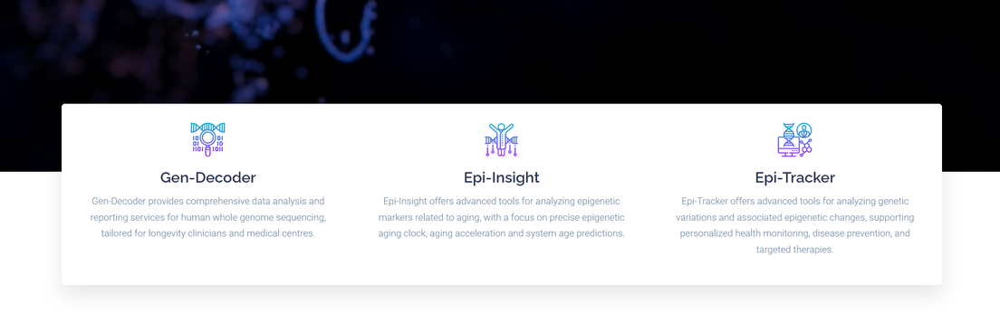 Gen-Decoder
Gen-Decoder provides comprehensive data analysis and
reporting services for human whole genome sequencing,
tailored for longevity clinicians and medical centres.
Epi-Insight
Epi-Insight offers advanced tools for analyzing epigenetic
markers related to aging, with a focus on precise epigenetic
aging clock, aging acceleration and system age predictions.
Epi-Tracker
Epi-Tracker offers advanced tools for analyzing genetic
variations and associated epigenetic changes, supporting
personalized health monitoring, disease prevention, and
targeted therapies.